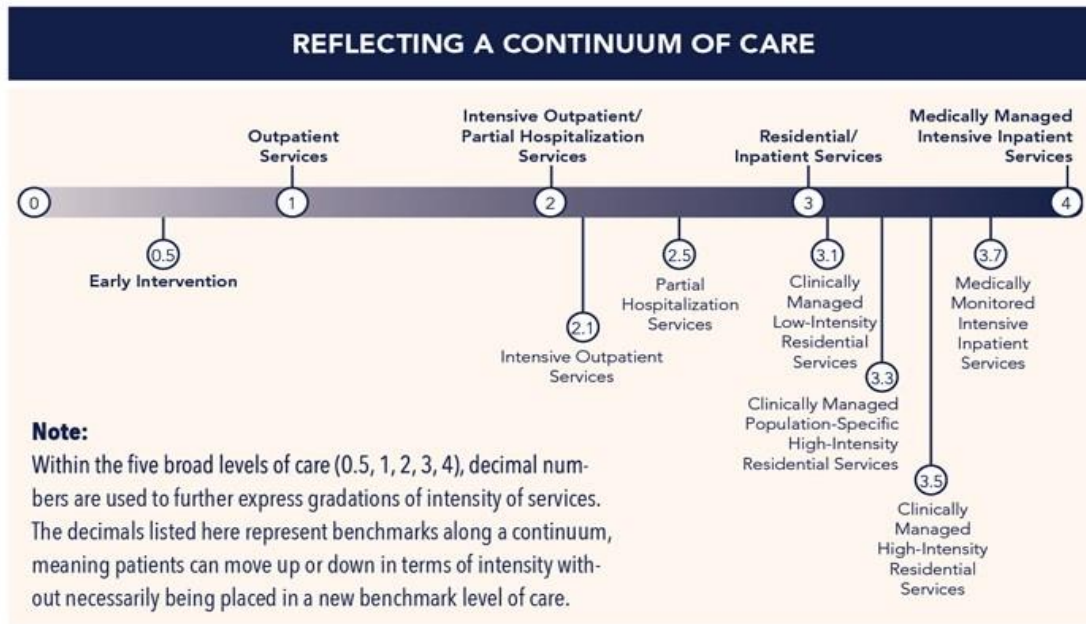 REFLECTING A CONTINUUM OF CARE
Outpatient
Services
Intensive Outpatient/
Partial Hospitalization
Services
Residential/
Inpatient Services
Medically Managed
Intensive Inpatient
Services
0
1
2
3
4
0.5
Early Intervention
2.1
Intensive Outpatient
Services
2.5
Partial
Hospitalization
Services
3.1
Clinically
Managed
Low-Intensity
Residential
Services
3.3
Clinically Managed
Population-Specific
High-Intensity
Residential Services
3.5
Clinically
Managed
High-Intensity
Residential
Services
3.7
Medically
Monitored
Intensive
Inpatient
Services
Note:
Within the five broad levels of care (0.5, 1, 2, 3, 4), decimal num-
bers are used to further express gradations of intensity of services.
The decimals listed here represent benchmarks along a continuum,
meaning patients can move up or down in terms of intensity with-
out necessarily being placed in a new benchmark level of care.